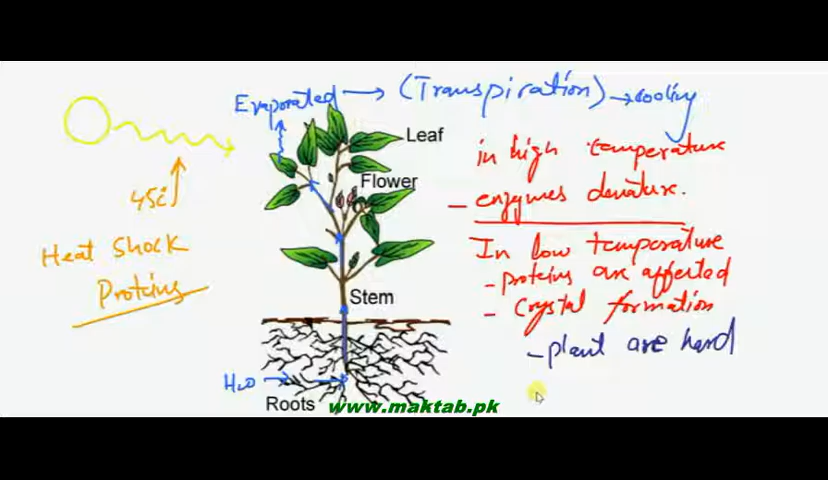 Evaporated → (Transpiration) → cooling
Leaf
in high temperature
Flower
- enzymes denature.
45c
In low temperature
Heat Shock
Proteins
- proteins are affected
Stem
- Crystal formation
- plant are hard
H2O
Roots
www.maktab.pk